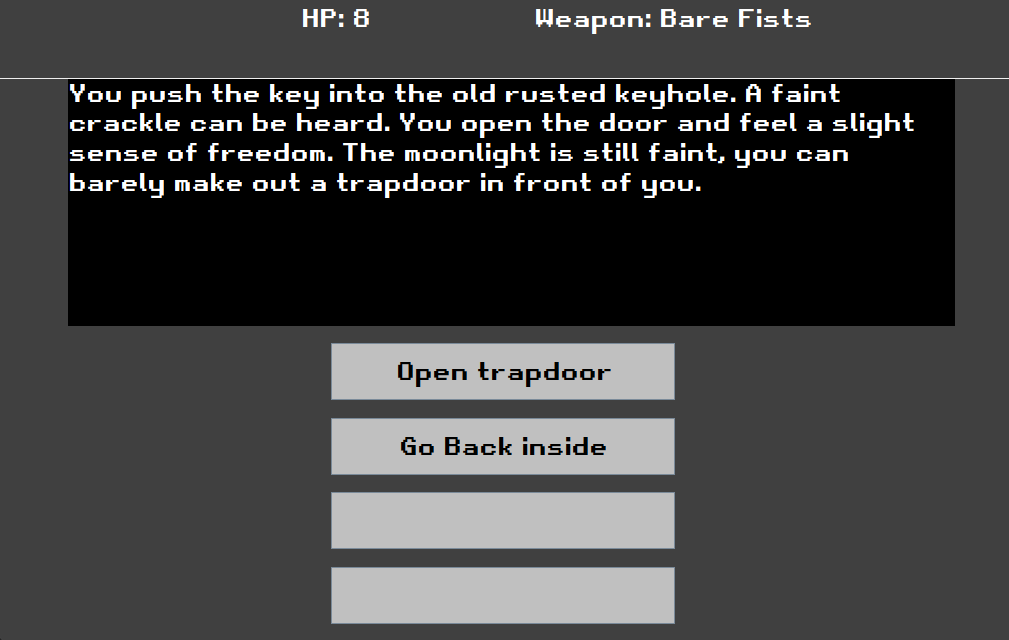 HP: 8 Weapon: Bare Fists
You push the key into the old rusted keyhole. A faint
crackle can be heard. You open the door and feel a slight
sense of freedom. The moonlight is still faint, you can
barely make out a trapdoor in front of you.
Open trapdoor
Go Back inside